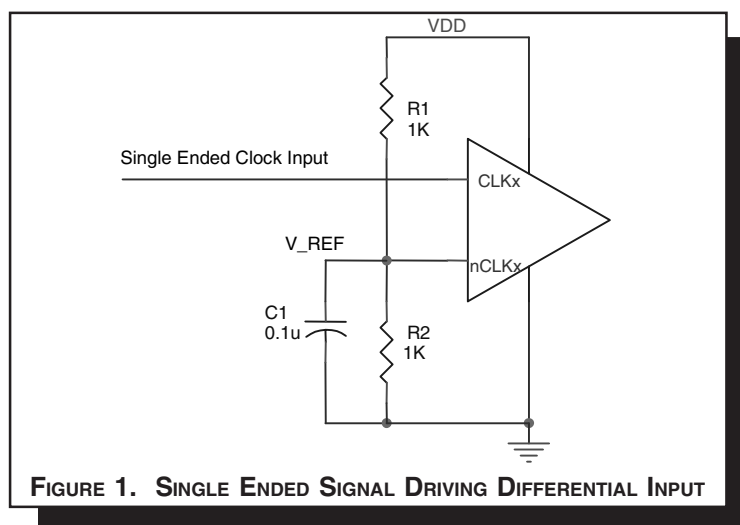 VDD
R1
1K
Single Ended Clock Input
CLKx
V_REF
nCLKx
C1
0.1u
R2
1K
FIGURE 1. SINGLE ENDED SIGNAL DRIVING DIFFERENTIAL INPUT